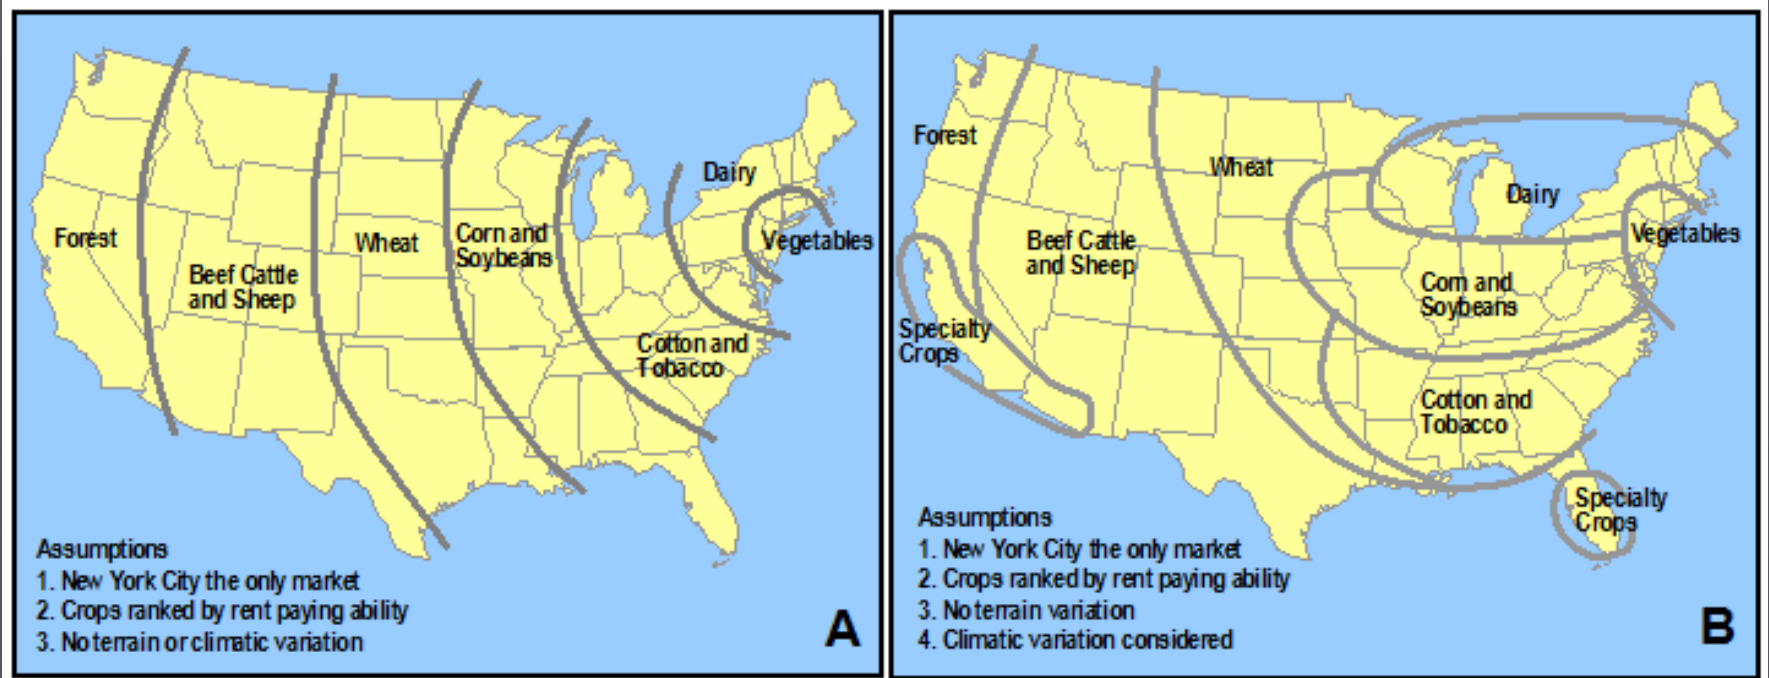 Dairy
Vegetables
Forest
Wheat
Corn and
Soybeans
Beef Cattle
and Sheep
Cotton and
Tobacco
Assumptions
1. New York City the only market
2. Crops ranked by rent paying ability
3. No terrain or climatic variation
A
Forest
Wheat
Dairy
Vegetables
Beef Cattle
and Sheep
Corn and
Soybeans
Specialty
Crops
Cotton and
Tobacco
Specialty
Crops
Assumptions
1. New York City the only market
2. Crops ranked by rent paying ability
3. No terrain variation
4. Climatic variation considered
B